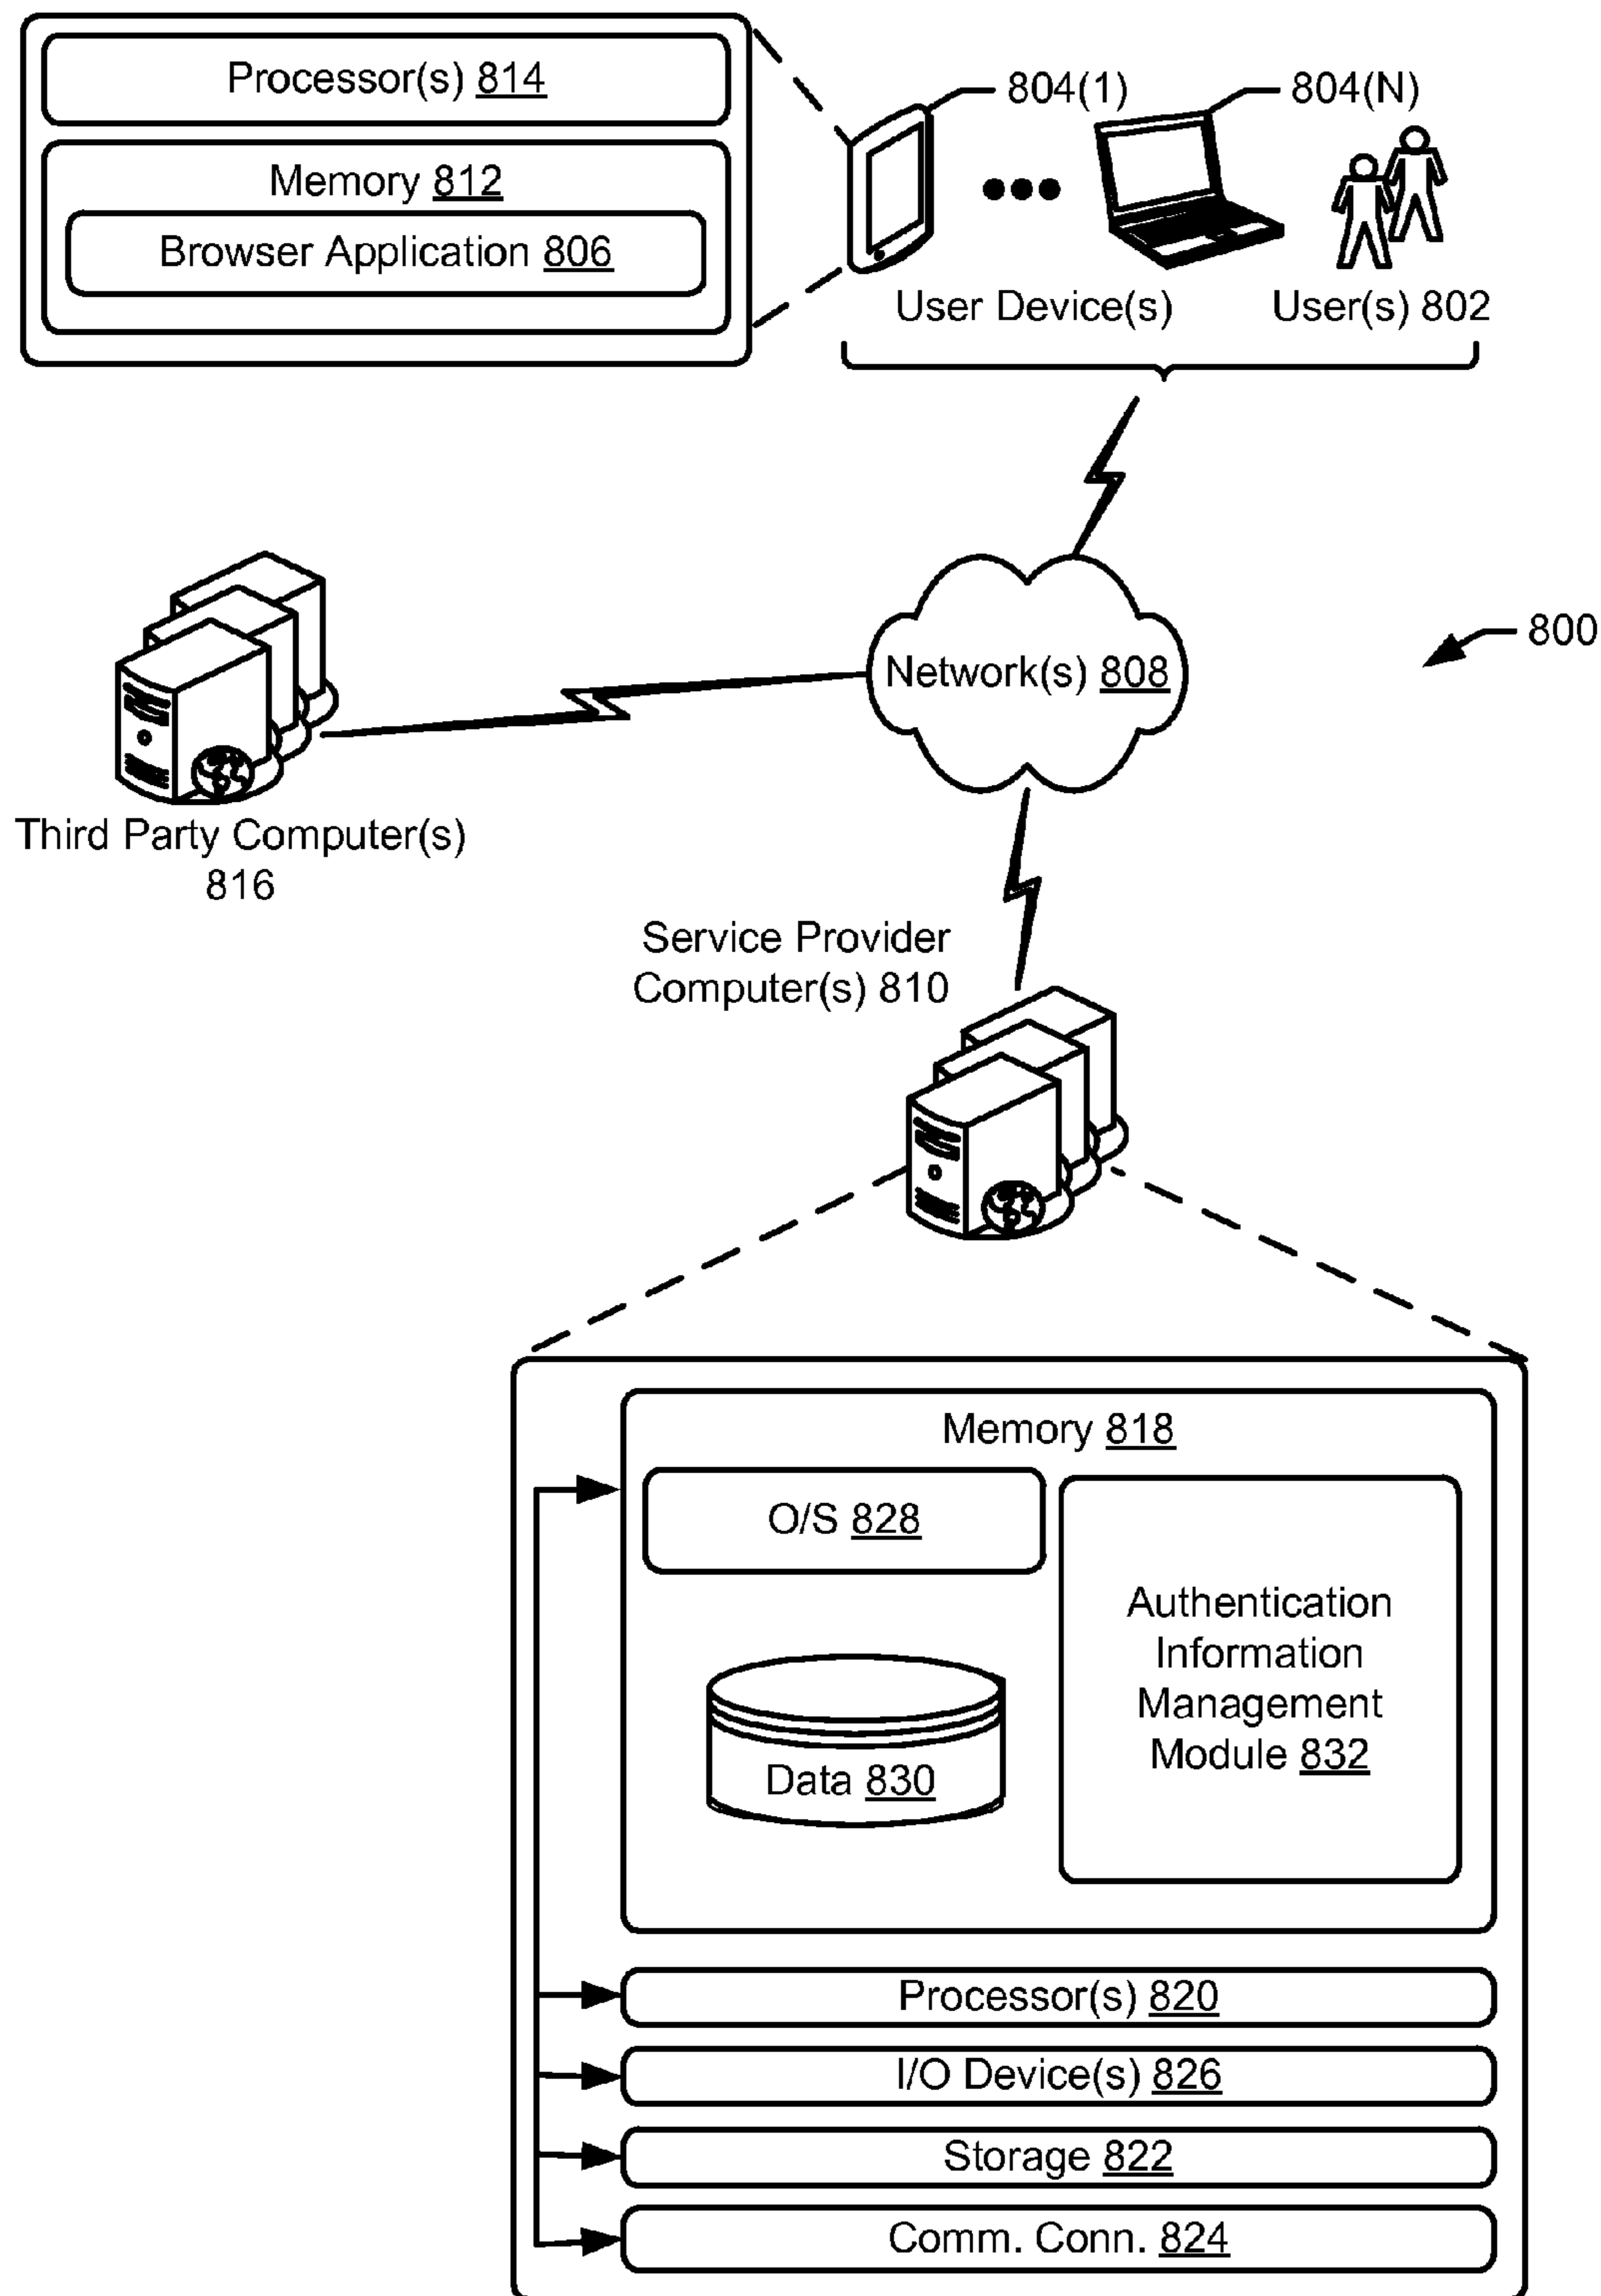 Processor(s) 814
Memory 812
Browser Application 806
804(1)
804(N)
User Device(s)
User(s) 802
Network(s) 808
800
Third Party Computer(s)
816
Service Provider
Computer(s) 810
Memory 818
O/S 828
Data 830
Authentication
Information
Management
Module 832
Processor(s) 820
I/O Device(s) 826
Storage 822
Comm. Conn. 824